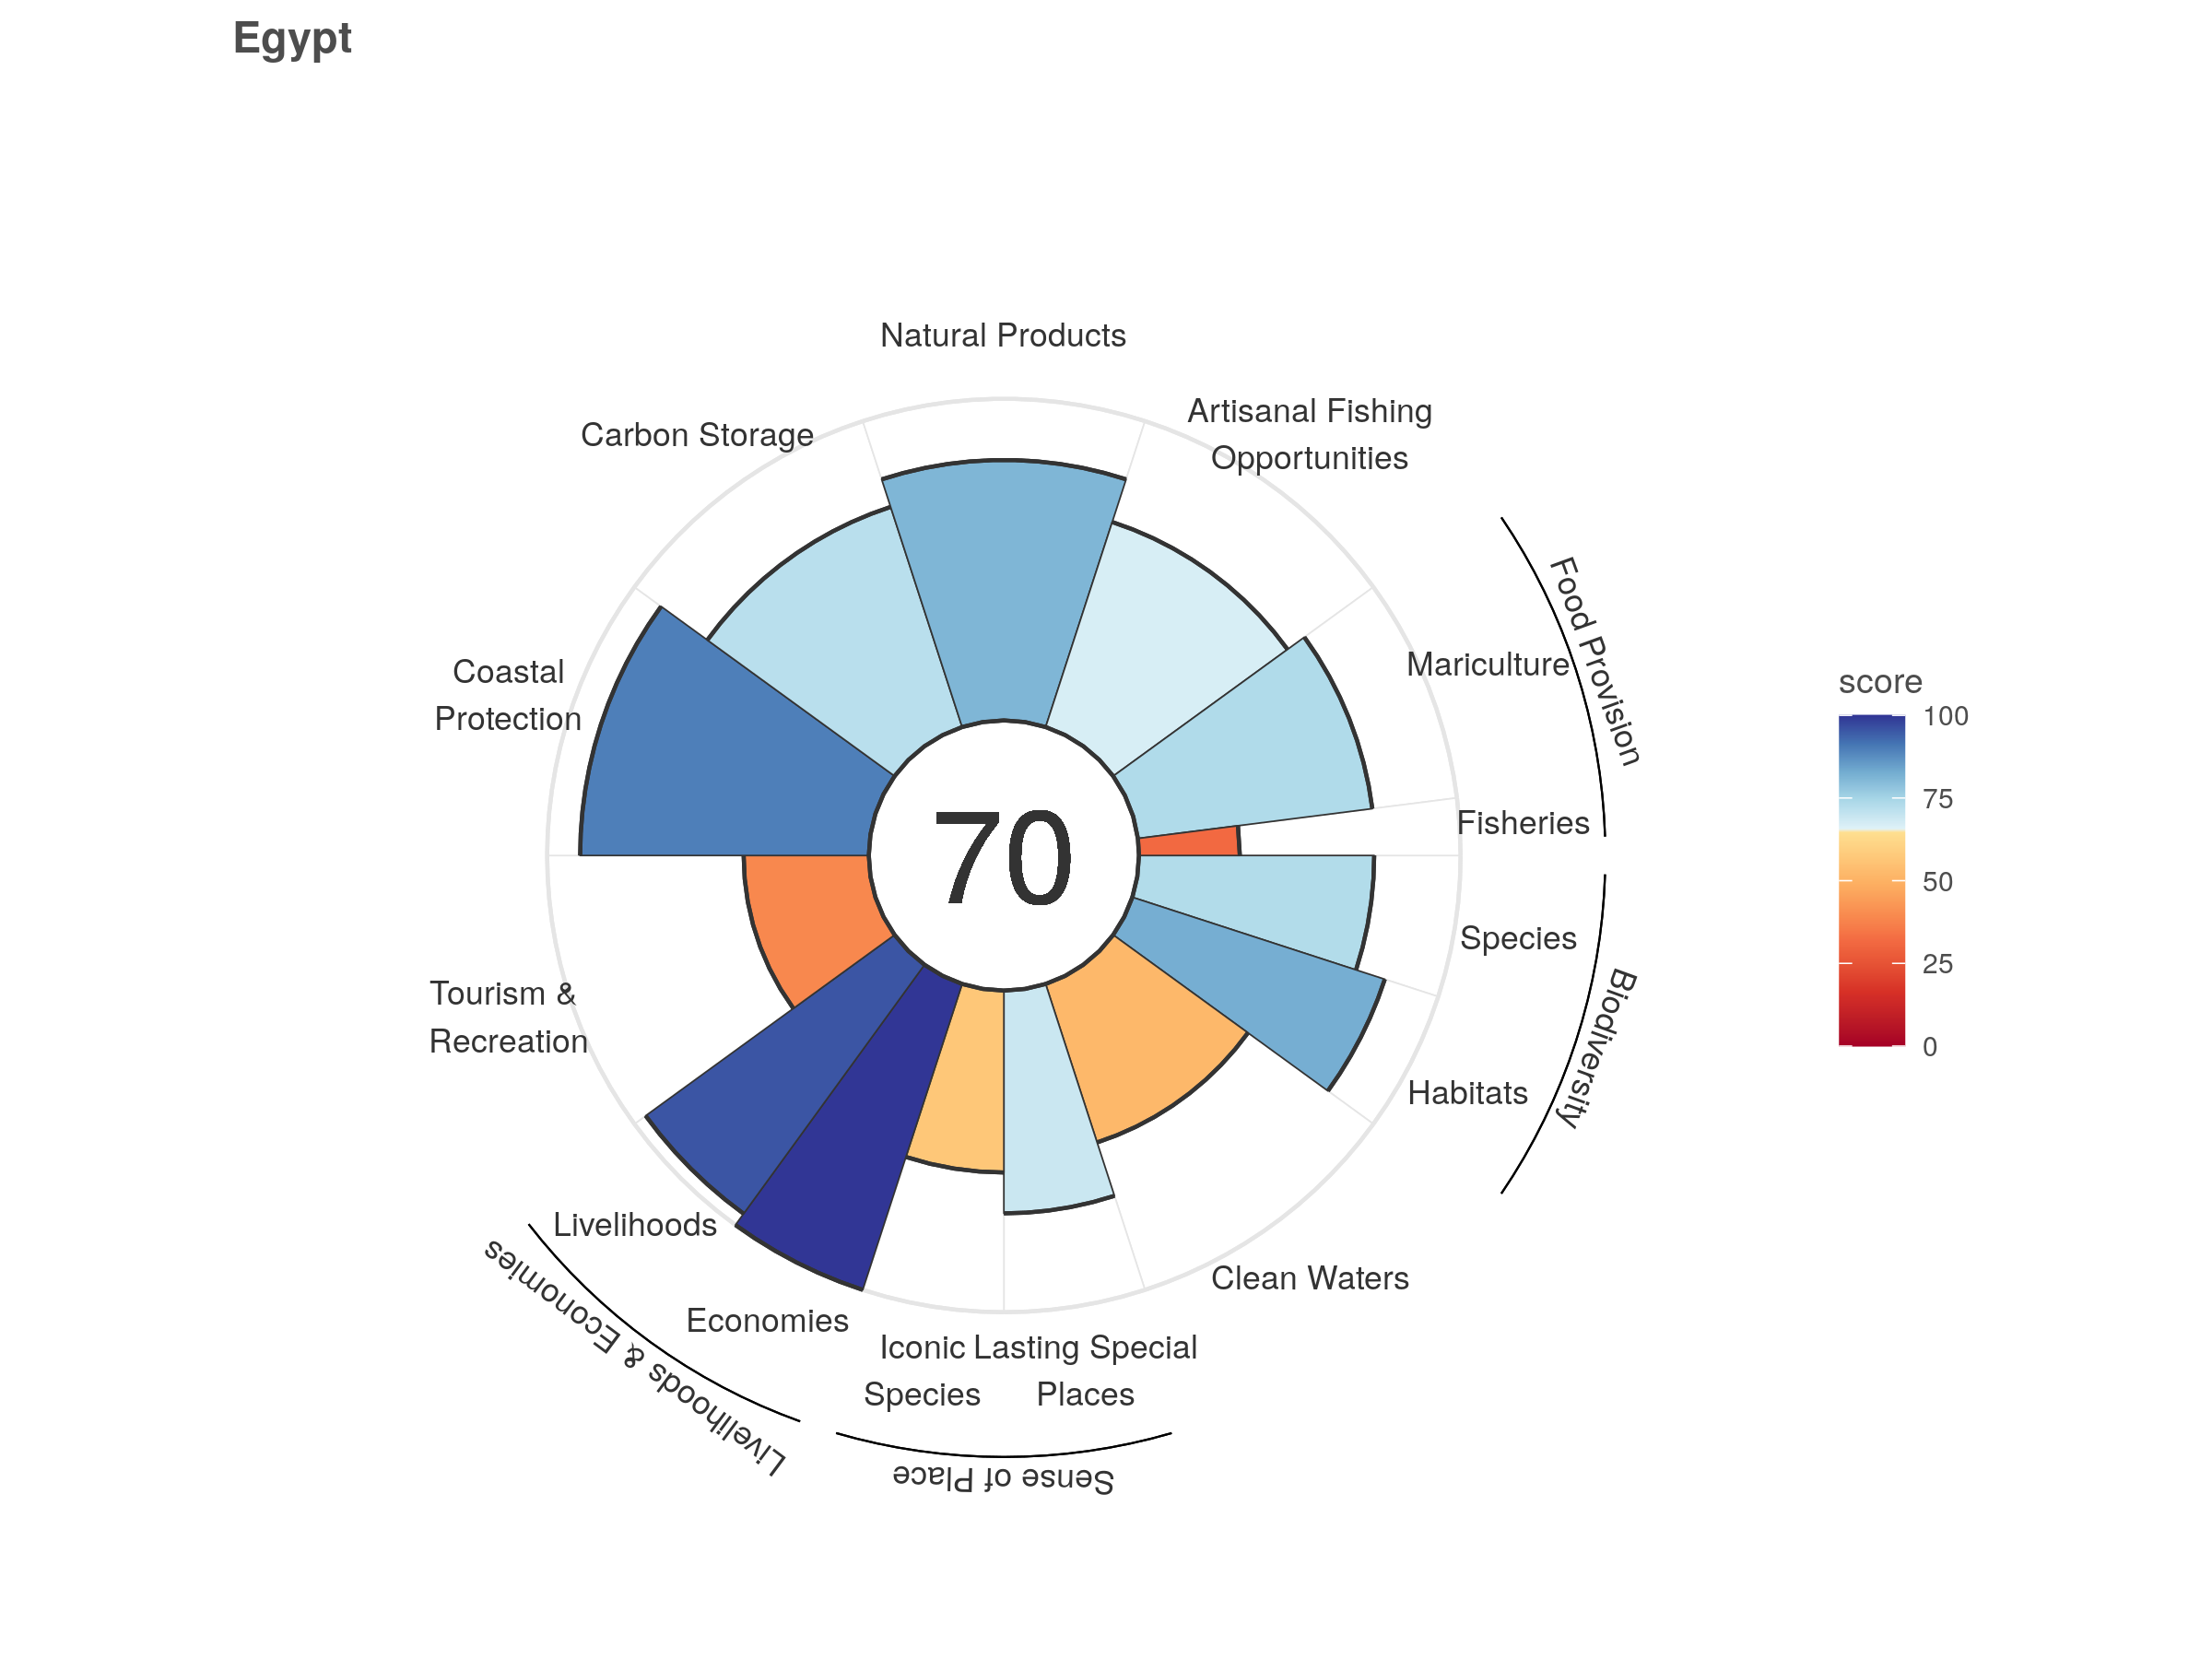 Egypt
Natural Products
Artisanal Fishing
Opportunities
Carbon Storage
Food Provision
Mariculture
Coastal
Protection
score
100
75
50
25
0
70
Fisheries
Species
Biodiversity
Tourism &
Recreation
Habitats
Livelihoods
Clean Waters
Economies
Livelihoods & Economies
Iconic
Species
Lasting Special
Places
Sense of Place